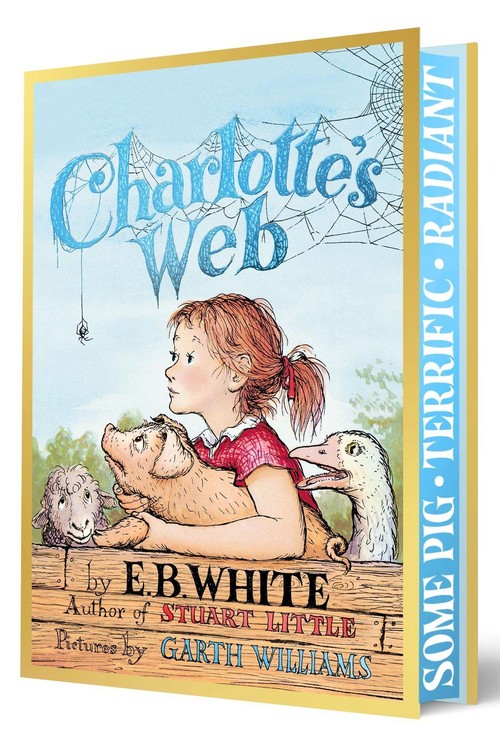 Charlotte's
Web
by E.B. WHITE
Author of STUART LITTLE
Pictures by GARTH WILLIAMS
SOME PIG • TERRIFIC • RADIANT